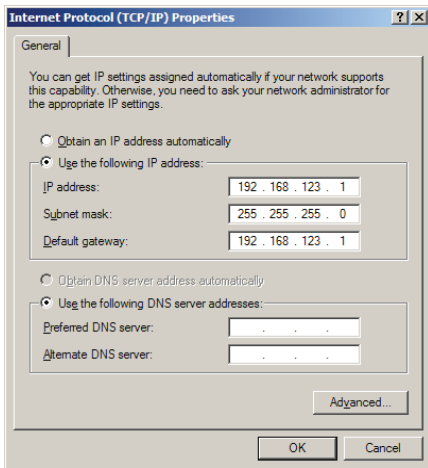 Internet Protocol (TCP/IP) Properties
General
You can get IP settings assigned automatically if your network supports
this capability. Otherwise, you need to ask your network administrator for
the appropriate IP settings.
Obtain an IP address automatically
Use the following IP address:
IP address: 192 . 168 . 123 . 1
Subnet mask: 255 . 255 . 255 . 0
Default gateway: 192 . 168 . 123 . 1
Obtain DNS server address automatically
Use the following DNS server addresses:
Preferred DNS server: . . .
Alternate DNS server: . . .
Advanced...
OK Cancel